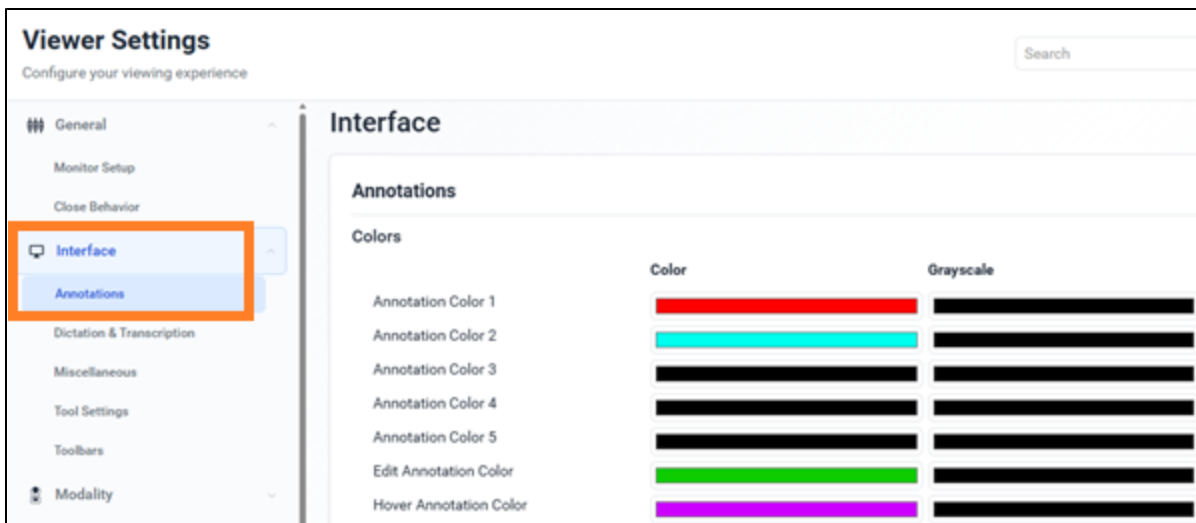 Viewer Settings
Configure your viewing experience
Search
General
Monitor Setup
Close Behavior
Interface
Annotations
Dictation & Transcription
Miscellaneous
Tool Settings
Toolbars
Modality
Interface
Annotations
Colors
Color Grayscale
Annotation Color 1
Annotation Color 2
Annotation Color 3
Annotation Color 4
Annotation Color 5
Edit Annotation Color
Hover Annotation Color